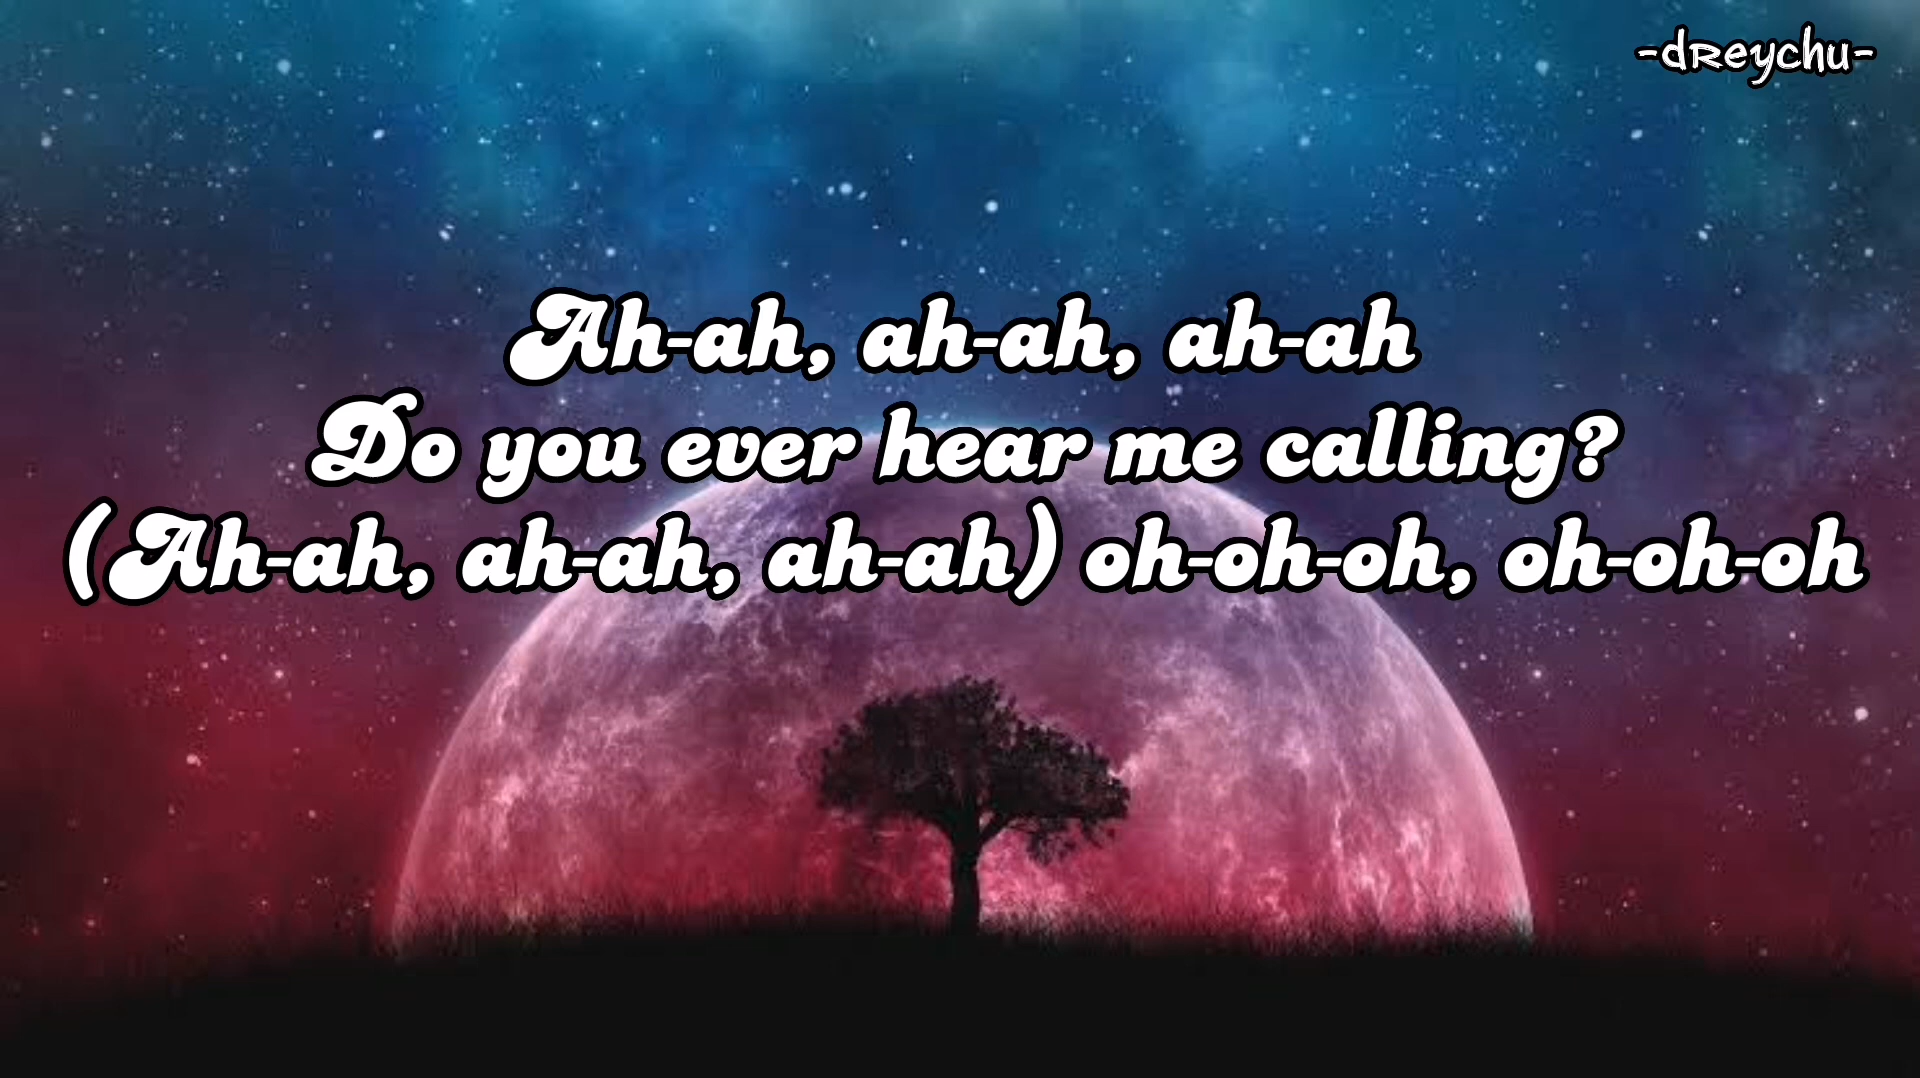 -dreychu-
Ah-ah, ah-ah, ah-ah
Do you ever hear me calling?
(Ah-ah, ah-ah, ah-ah) oh-oh-oh, oh-oh-oh